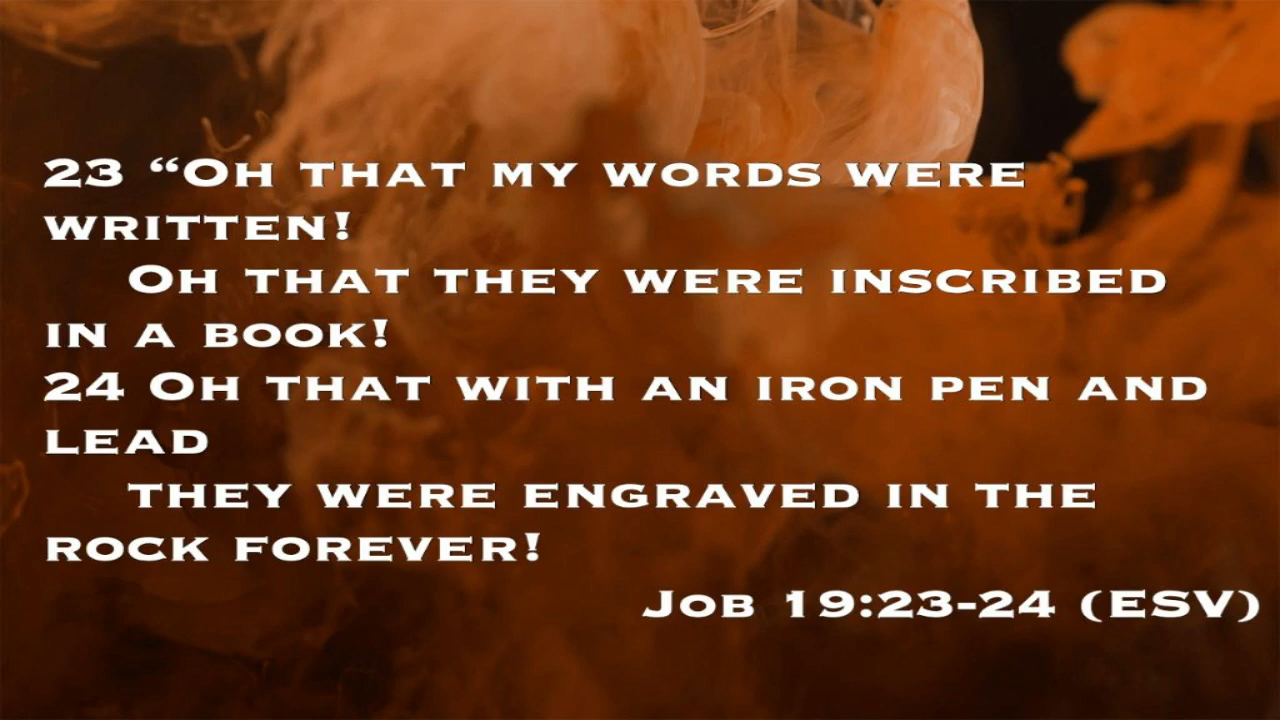 23 “Oh that my words were
written!
Oh that they were inscribed
in a book!
24 Oh that with an iron pen and
lead
they were engraved in the
rock forever!
Job 19:23-24 (ESV)